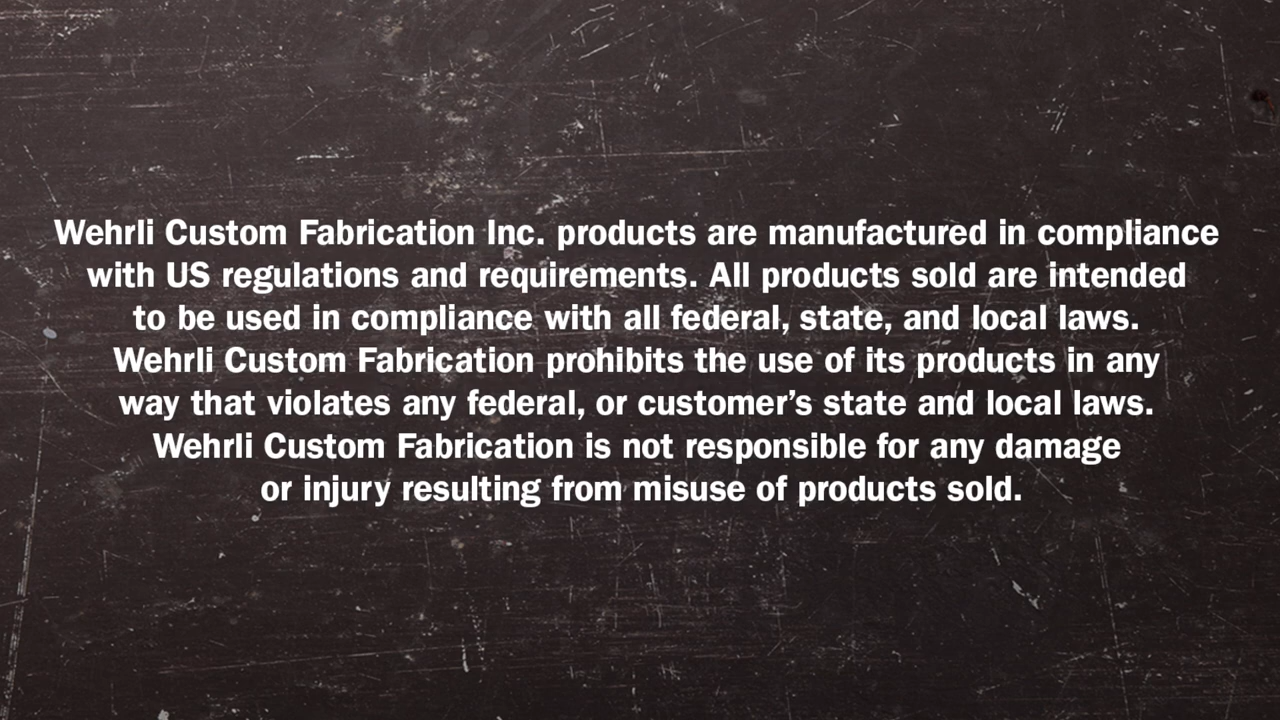 Wehrli Custom Fabrication Inc. products are manufactured in compliance
with US regulations and requirements. All products sold are intended
to be used in compliance with all federal, state, and local laws.
Wehrli Custom Fabrication prohibits the use of its products in any
way that violates any federal, or customer’s state and local laws.
Wehrli Custom Fabrication is not responsible for any damage
or injury resulting from misuse of products sold.